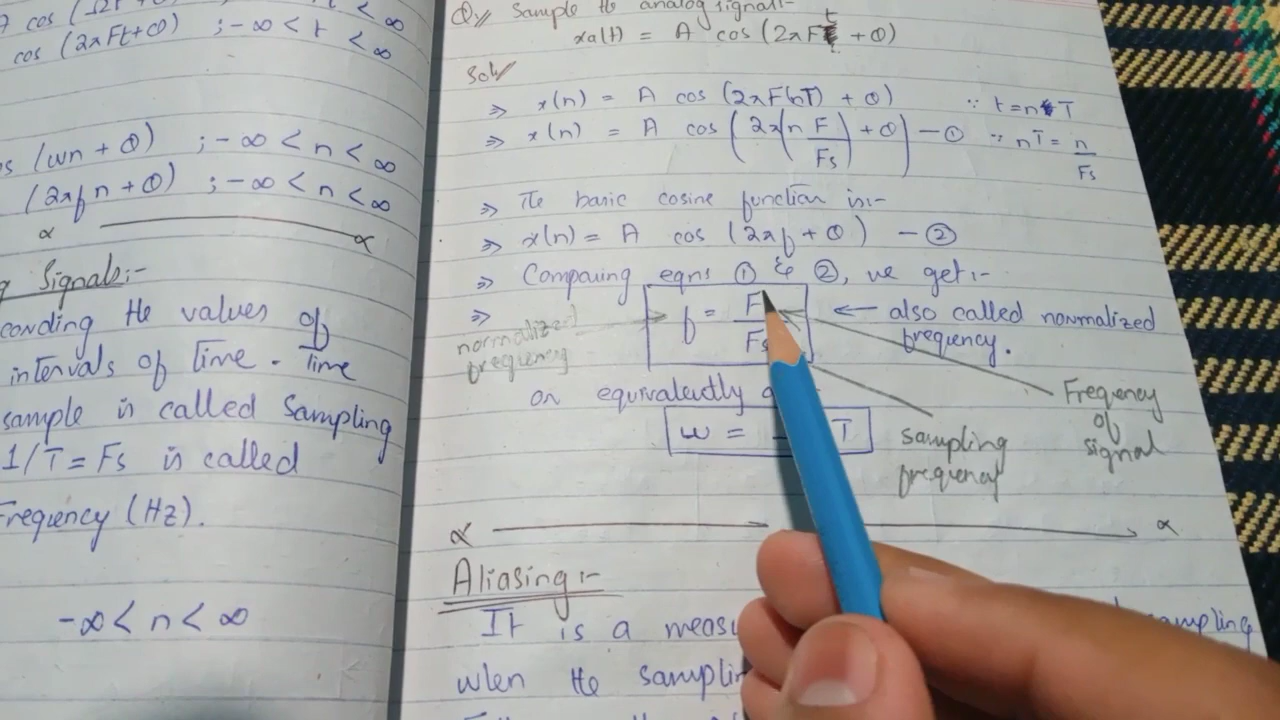 cos (2πFt+θ) ; -∞ < t < ∞
(ωn + θ) ; -∞ < n < ∞
(2πfn + θ) ; -∞ < n < ∞
α α
Signals:-
the values of
intervals of Time - Time
sample is called Sampling
1/T = Fs is called
Frequency (Hz).
-∞ < n < ∞
Q// Sample the analog signal:-
xa(t) = A cos (2πFt + θ)
Sol//
⇒ x(n) = A cos (2πF(nT) + θ) ∵ t = nT
⇒ x(n) = A cos (2π(n F/Fs) + θ) — ① ∵ nT = n/Fs
⇒ The basic cosine function is:-
⇒ x(n) = A cos (2πf + θ) — ②
⇒ Comparing eqns ① & ②, we get:-
⇒ f = F/Fs ← also called normalized
frequency.
normalized
frequency
Frequency
of
signal
or equivalently
ω = T
sampling
frequency
α α
Aliasing:-
It is a sampling
when the